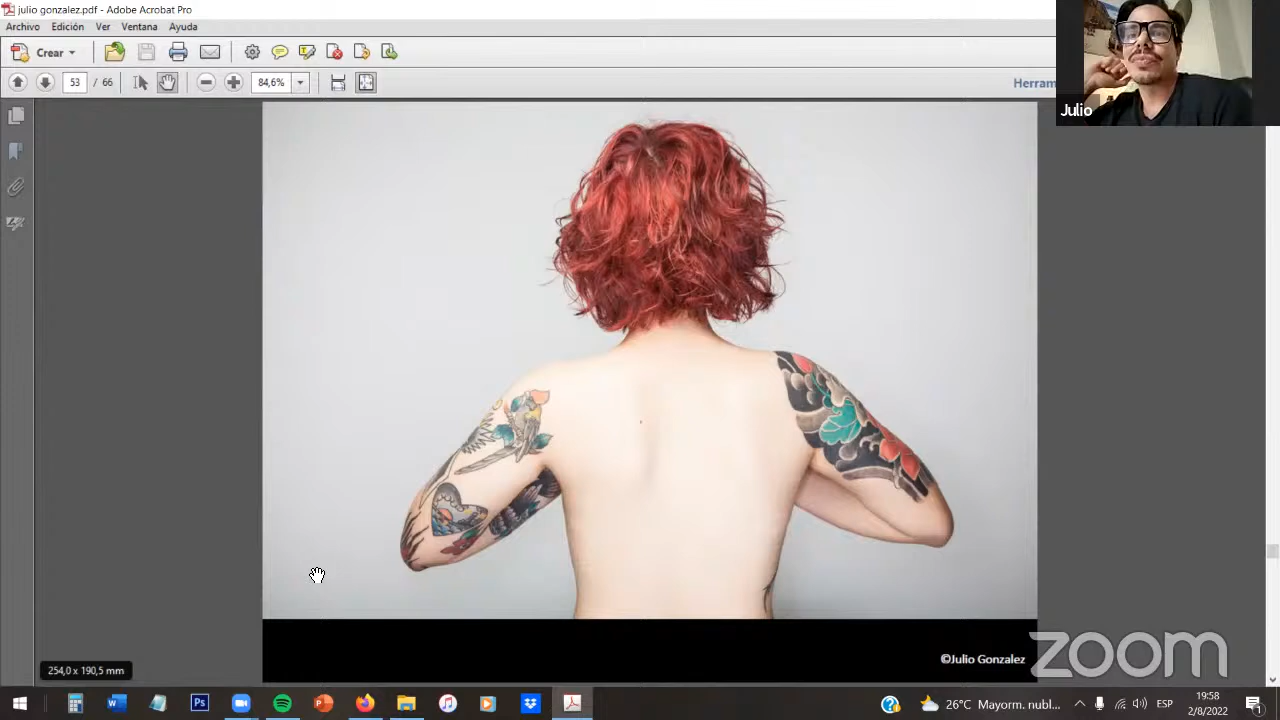 julio gonzalez.pdf - Adobe Acrobat Pro
Archivo Edición Ver Ventana Ayuda
Crear
53 / 66
84,6%
Herram
Julio
©Julio Gonzalez
zoom
254,0 x 190,5 mm
26°C Mayorm. nubl...
ESP
19:58
2/8/2022